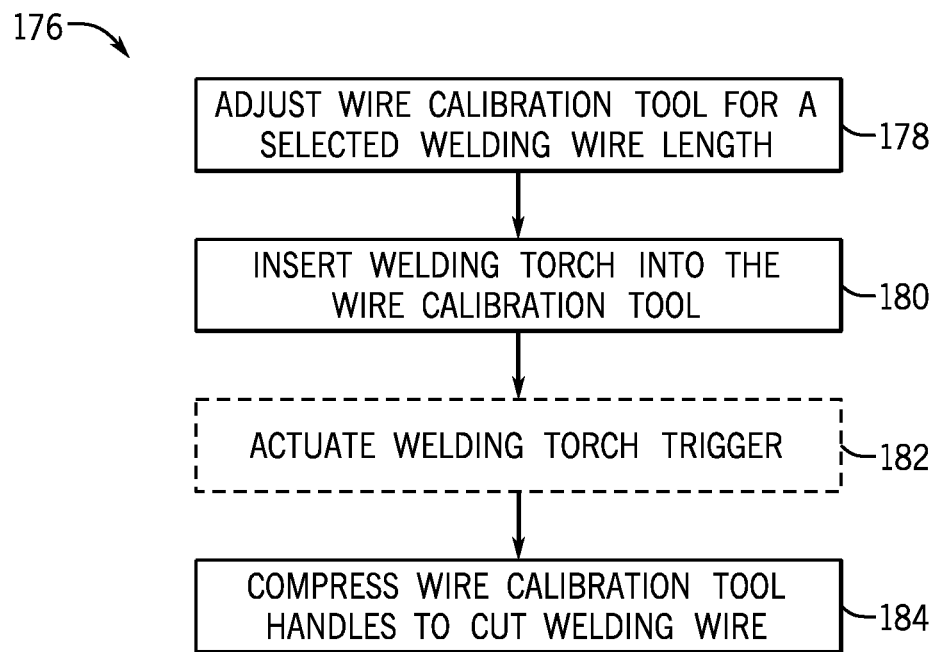 176
ADJUST WIRE CALIBRATION TOOL FOR A
SELECTED WELDING WIRE LENGTH
178
INSERT WELDING TORCH INTO THE
WIRE CALIBRATION TOOL
180
ACTUATE WELDING TORCH TRIGGER
182
COMPRESS WIRE CALIBRATION TOOL
HANDLES TO CUT WELDING WIRE
184